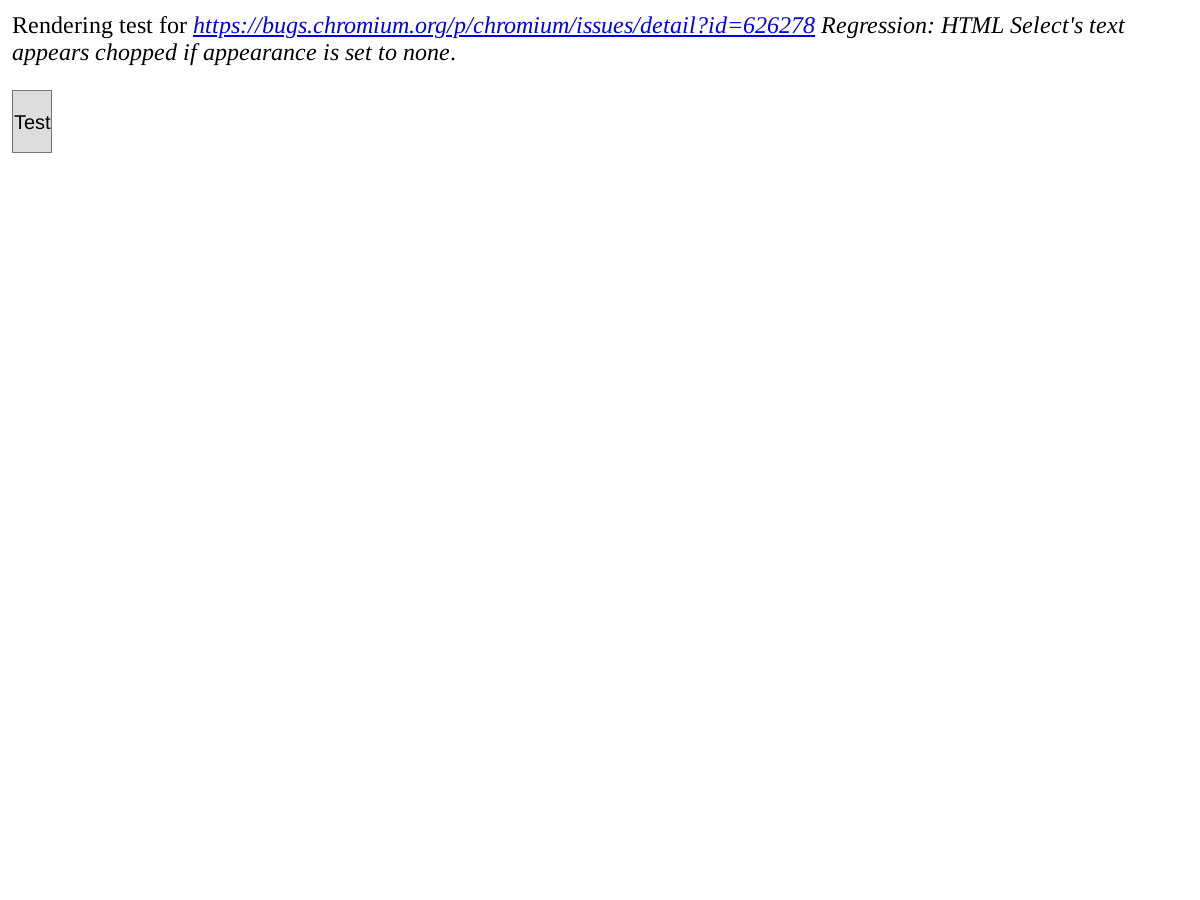 Rendering test for https://bugs.chromium.org/p/chromium/issues/detail?id=626278 Regression: HTML Select's text
appears chopped if appearance is set to none.
Test